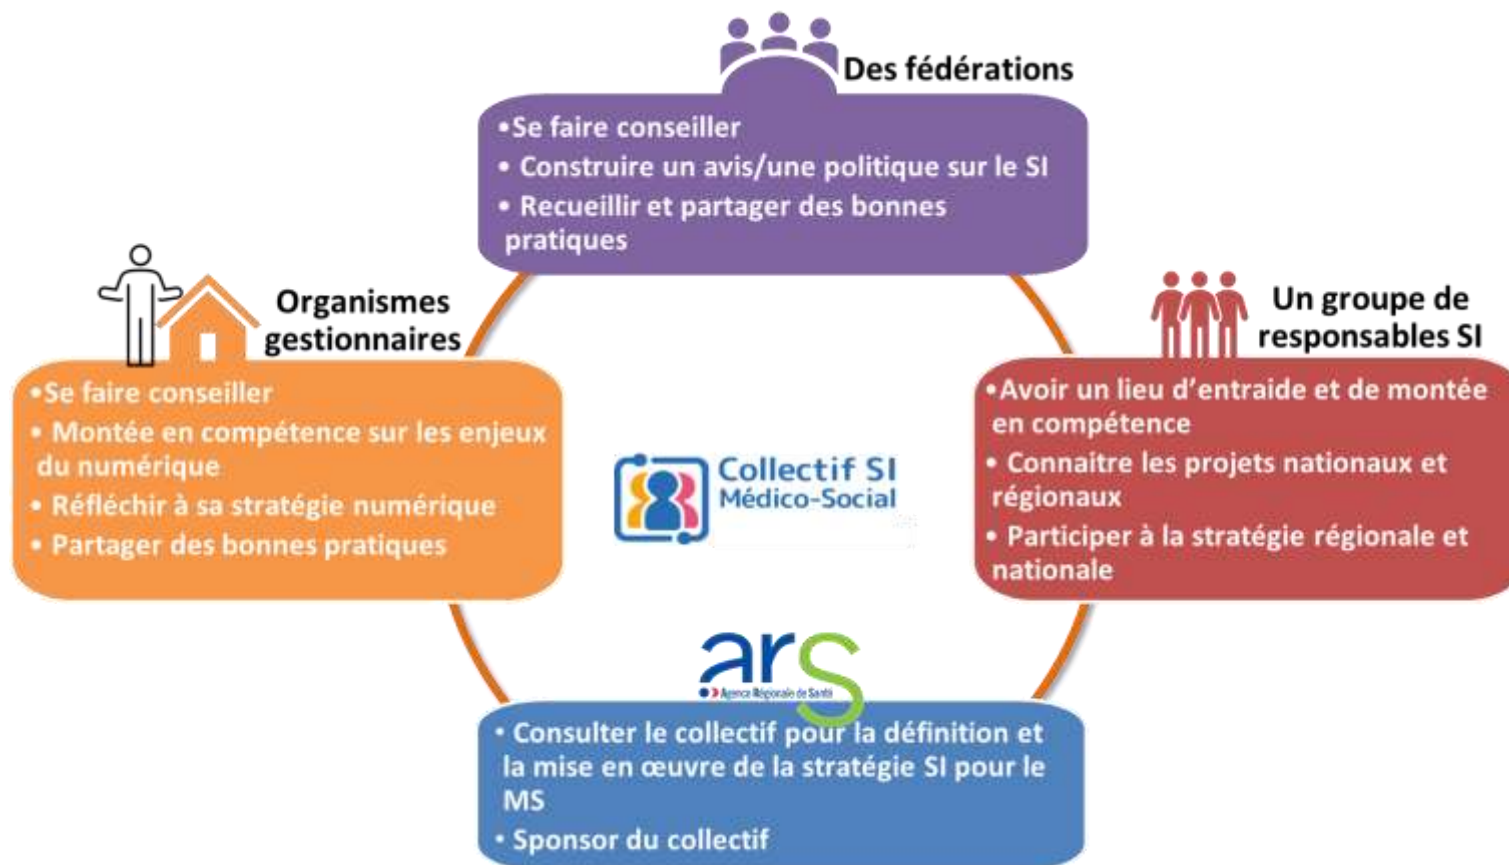 Des fédérations
•Se faire conseiller
• Construire un avis/une politique sur le SI
• Recueillir et partager des bonnes
pratiques
Organismes
gestionnaires
•Se faire conseiller
• Montée en compétence sur les enjeux
du numérique
• Réfléchir à sa stratégie numérique
• Partager des bonnes pratiques
Un groupe de
responsables SI
•Avoir un lieu d’entraide et de montée
en compétence
• Connaitre les projets nationaux et
régionaux
• Participer à la stratégie régionale et
nationale
Collectif SI
Médico-Social
ars
Agence Régionale de Santé
• Consulter le collectif pour la définition et
la mise en œuvre de la stratégie SI pour le
MS
• Sponsor du collectif